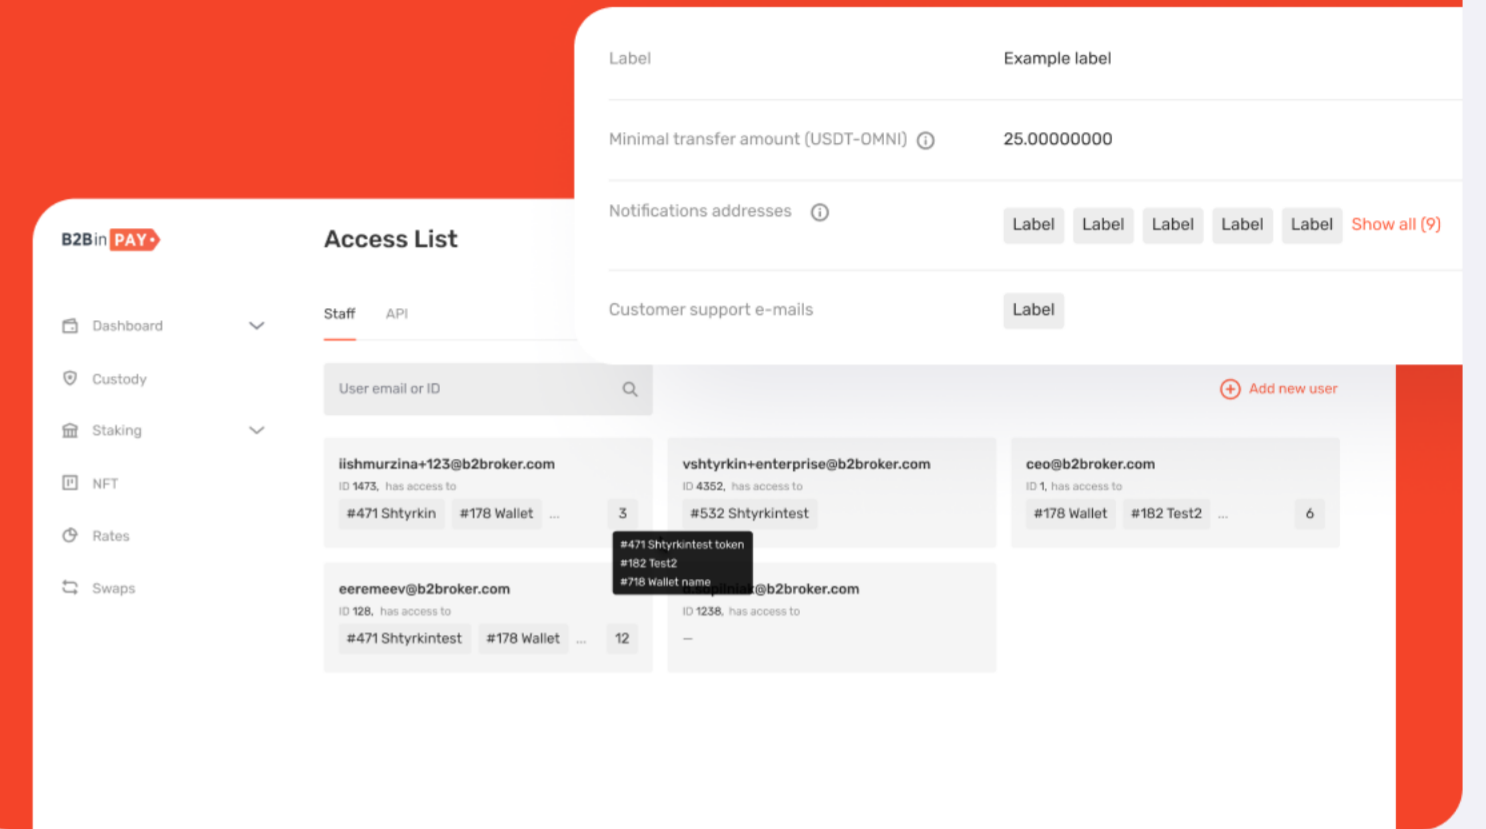 Label Example label
Minimal transfer amount (USDT-OMNI) 25.00000000
Notifications addresses Label Label Label Label Label Show all (9)
Customer support e-mails Label
B2Bin PAY
Dashboard
Custody
Staking
NFT
Rates
Swaps
Access List
Staff API
User email or ID
Add new user
iishmurzina+123@b2broker.com
ID 1473, has access to
#471 Shtyrkin #178 Wallet ... 3
#471 Shtyrkintest token
#182 Test2
#718 Wallet name
vshtyrkin+enterprise@b2broker.com
ID 4352, has access to
#532 Shtyrkintest
ceo@b2broker.com
ID 1, has access to
#178 Wallet #182 Test2 ... 6
eeremeev@b2broker.com
ID 128, has access to
#471 Shtyrkintest #178 Wallet ... 12
@b2broker.com
ID 1238, has access to
–